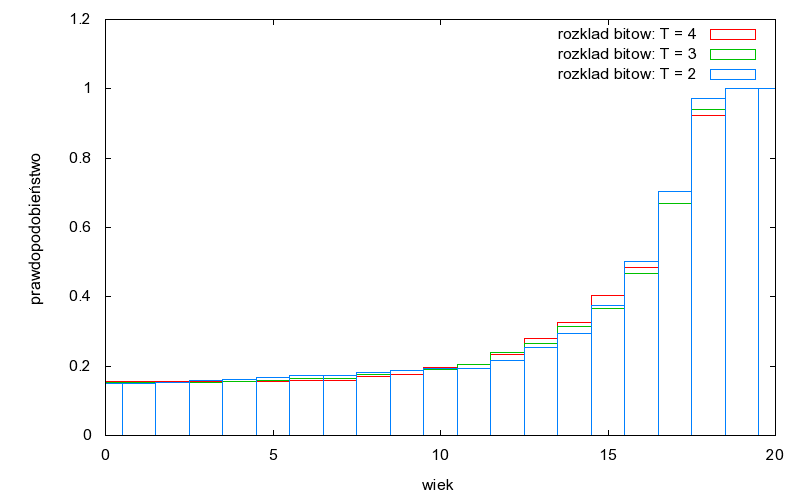 1.2
rozklad bitow: T = 4
rozklad bitow: T = 3
rozklad bitow: T = 2
1
0.8
prawdopodobieństwo
0.6
0.4
0.2
0
0 5 10 15 20
wiek